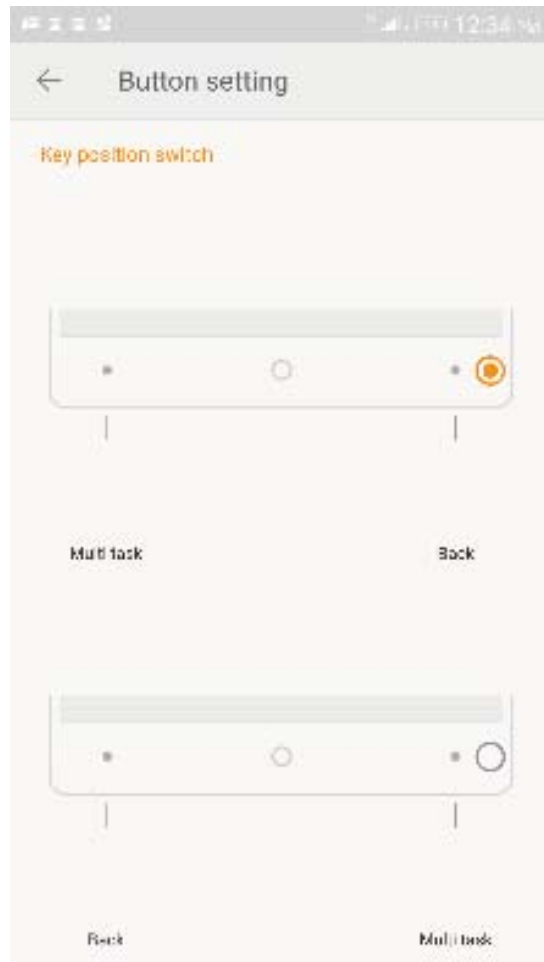 12:34
Button setting
Key position switch
Multi task
Back
Back
Multi task